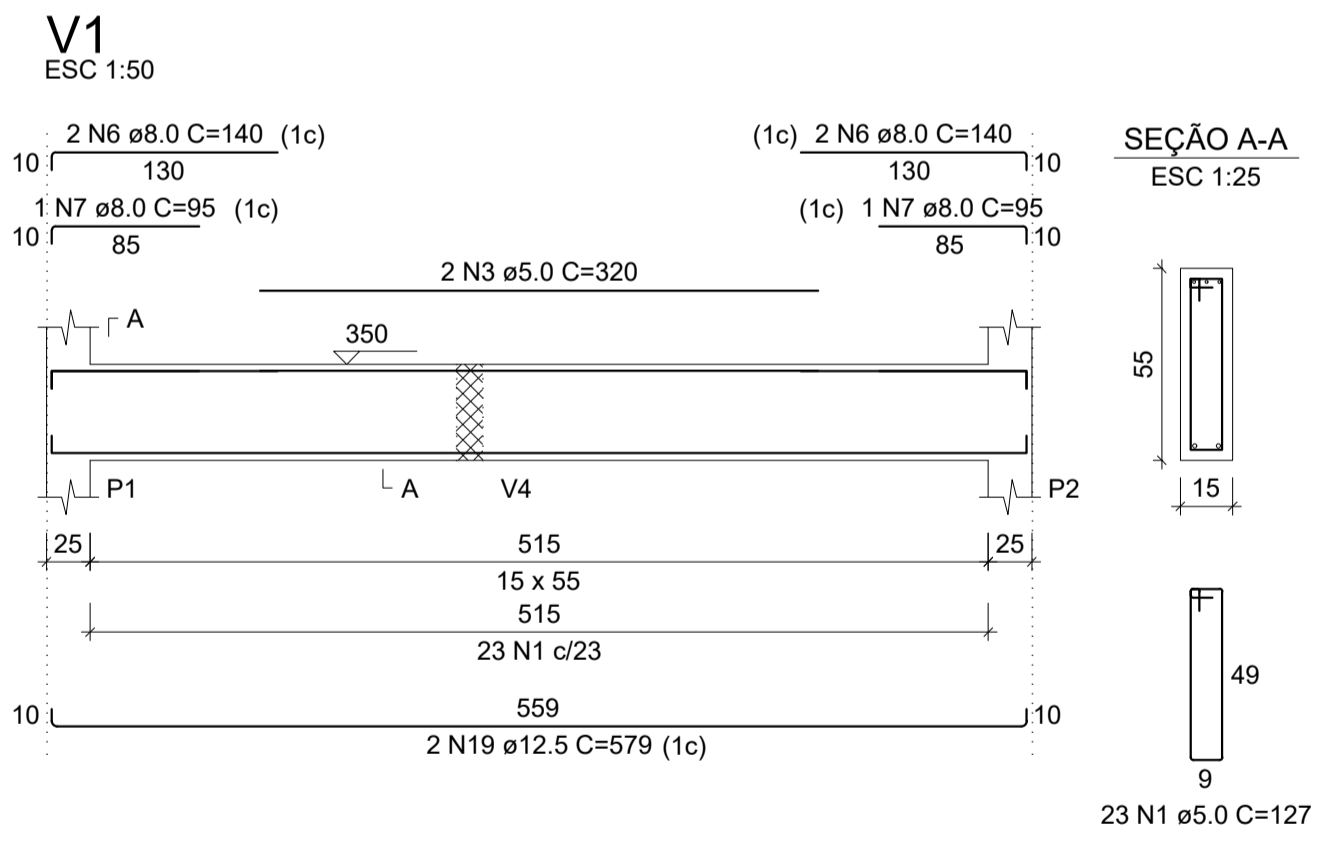 V1
ESC 1:50
2 N6 ø8.0 C=140 (1c)
10
130
(1c) 2 N6 ø8.0 C=140
130
10
1 N7 ø8.0 C=95 (1c)
10
85
(1c) 1 N7 ø8.0 C=95
85
10
2 N3 ø5.0 C=320
A
350
P1
A
V4
P2
25
515
25
15 x 55
515
23 N1 c/23
10
559
10
2 N19 ø12.5 C=579 (1c)
SEÇÃO A-A
ESC 1:25
55
15
49
9
23 N1 ø5.0 C=127